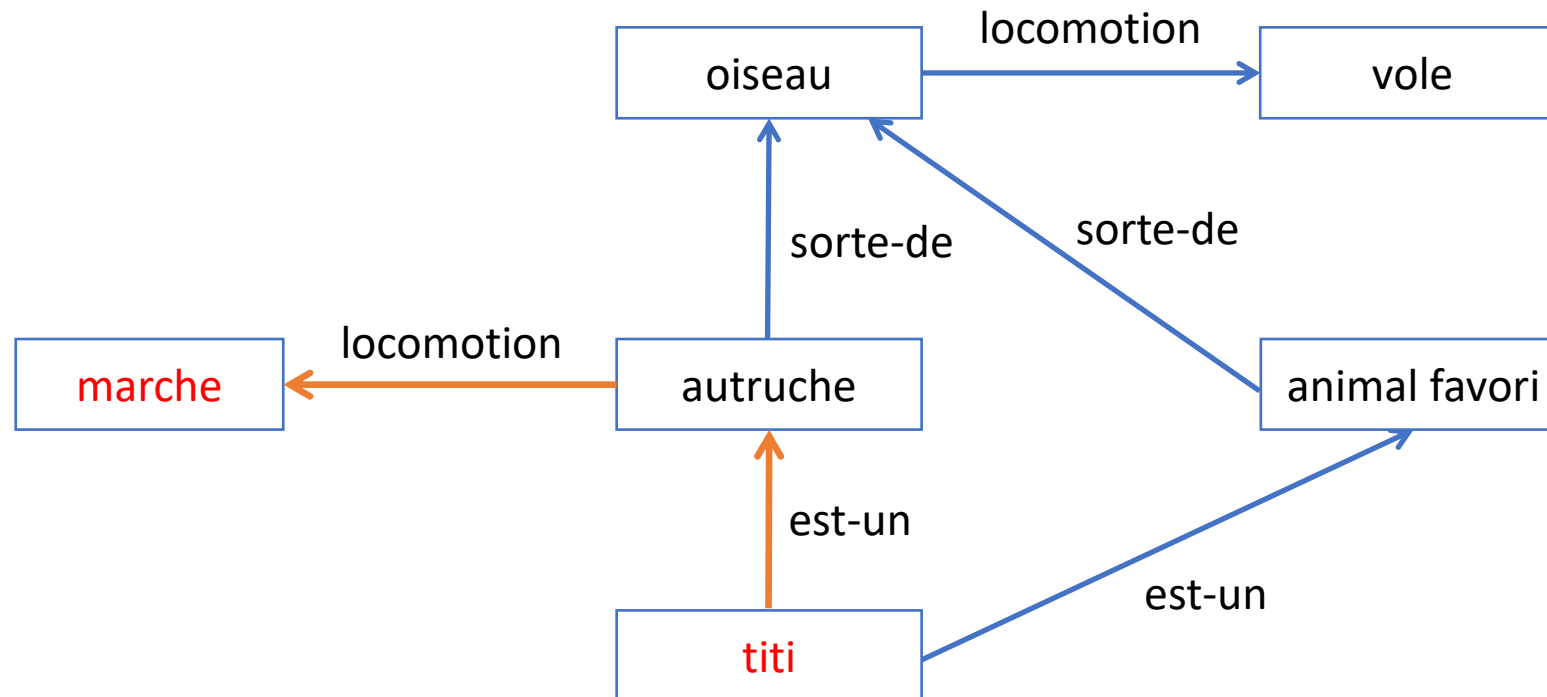 locomotion
oiseau
vole
sorte-de
sorte-de
locomotion
marche
autruche
animal favori
est-un
est-un
titi